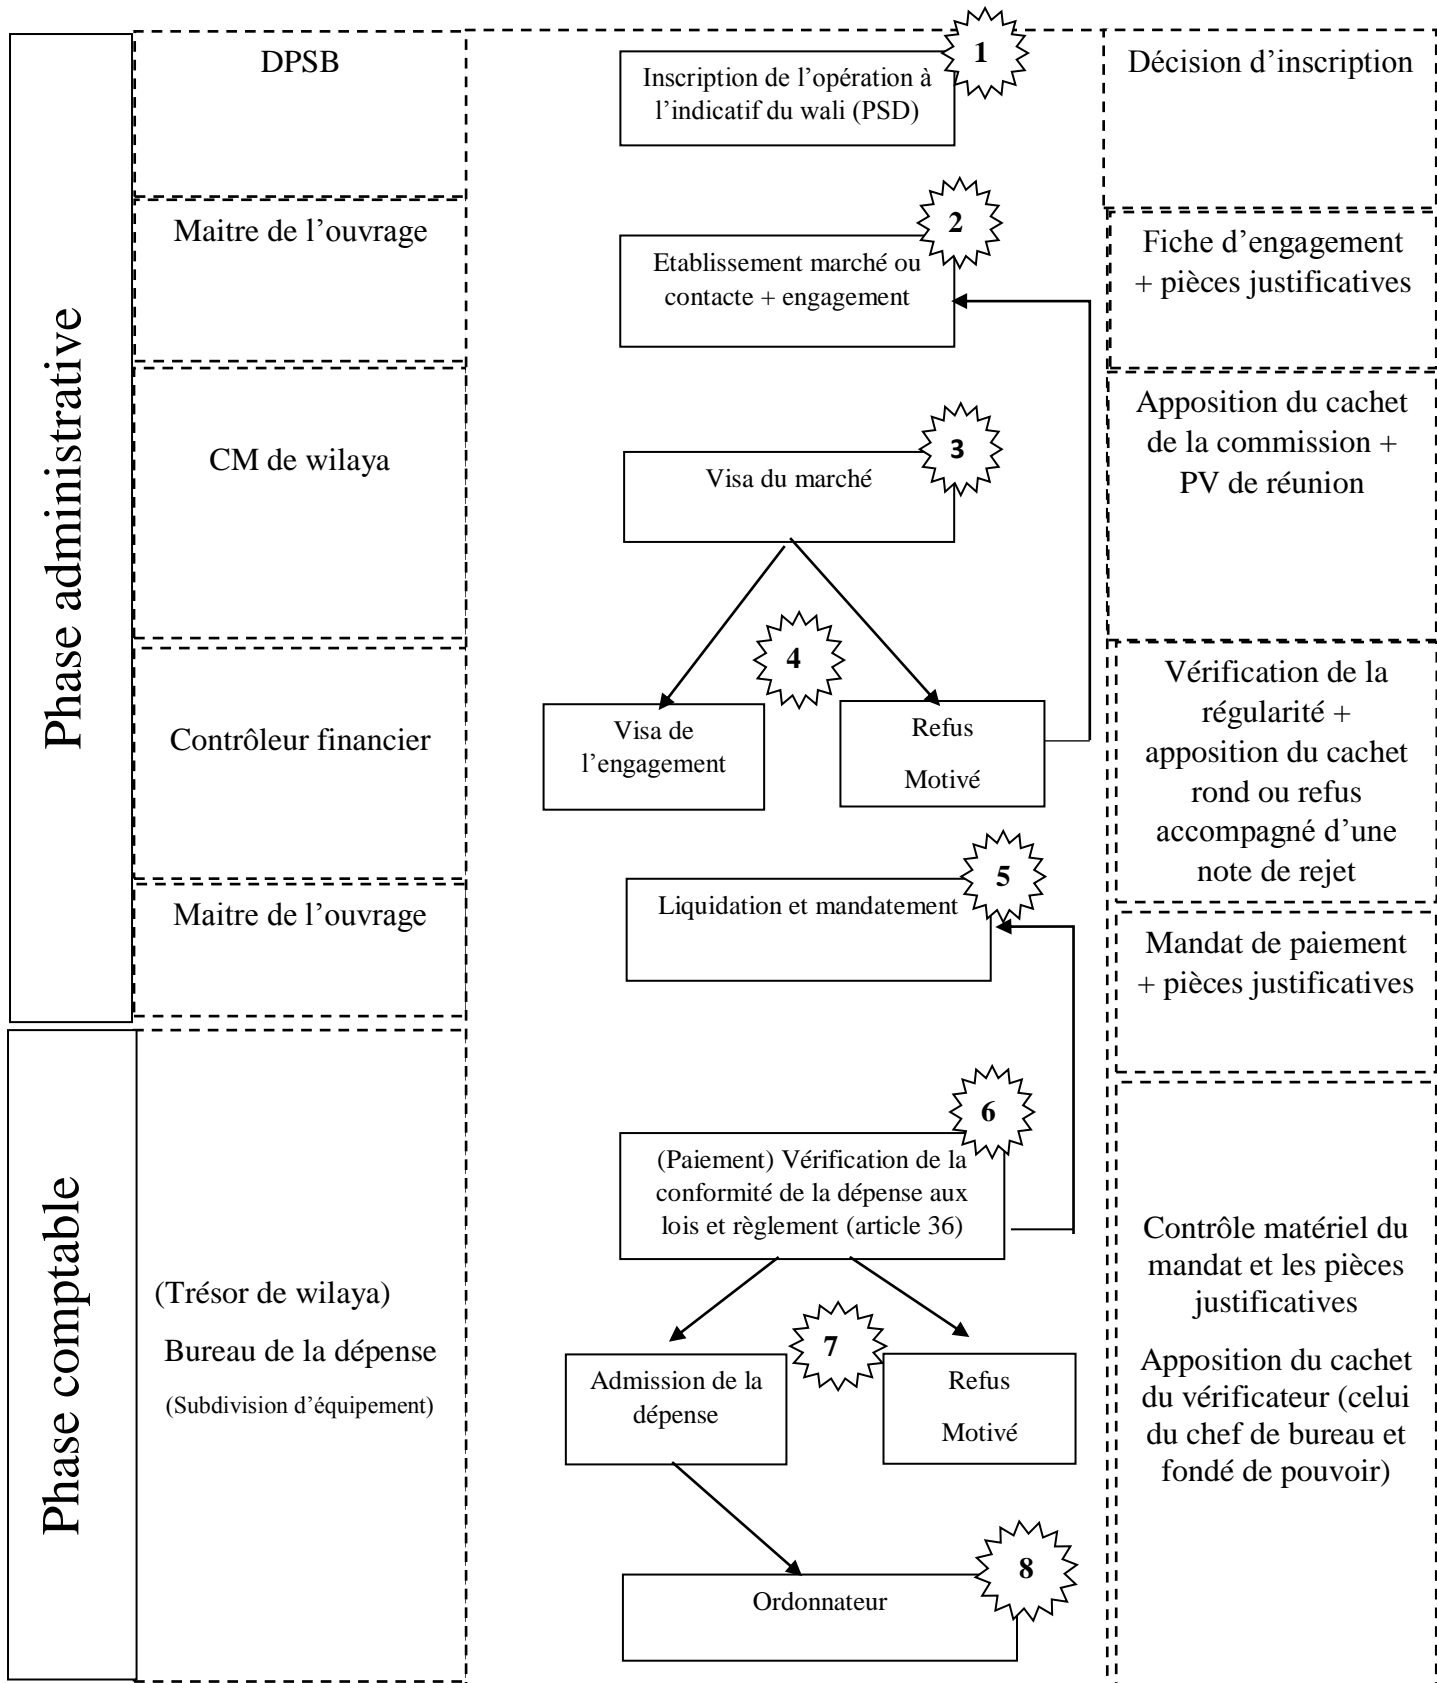 Phase administrative
DPSB
1
Inscription de l’opération à
l’indicatif du wali (PSD)
Décision d’inscription
Maitre de l’ouvrage
2
Etablissement marché ou
contacte + engagement
Fiche d’engagement
+ pièces justificatives
CM de wilaya
3
Visa du marché
Apposition du cachet
de la commission +
PV de réunion
Contrôleur financier
4
Visa de
l’engagement
Refus
Motivé
Vérification de la
régularité +
apposition du cachet
rond ou refus
accompagné d’une
note de rejet
Maitre de l’ouvrage
5
Liquidation et mandatement
Mandat de paiement
+ pièces justificatives
Phase comptable
(Trésor de wilaya)
Bureau de la dépense
(Subdivision d’équipement)
6
(Paiement) Vérification de la
conformité de la dépense aux
lois et règlement (article 36)
7
Admission de la
dépense
Refus
Motivé
8
Ordonnateur
Contrôle matériel du
mandat et les pièces
justificatives
Apposition du cachet
du vérificateur (celui
du chef de bureau et
fondé de pouvoir)